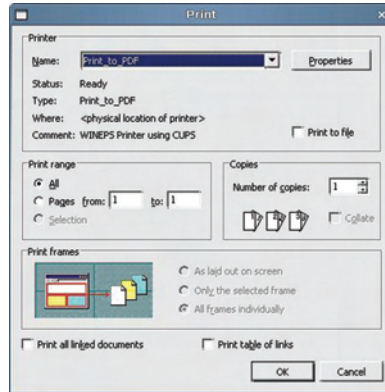 Print
Printer
Name: Print_to_PDF Properties
Status: Ready
Type: Print_to_PDF
Where: <physical location of printer>
Comment: WINEPS Printer using CUPS Print to file
Print range
All
Pages from: 1 to: 1
Selection
Copies
Number of copies: 1
Collate
Print frames
As laid out on screen
Only the selected frame
All frames individually
Print all linked documents Print table of links
OK Cancel